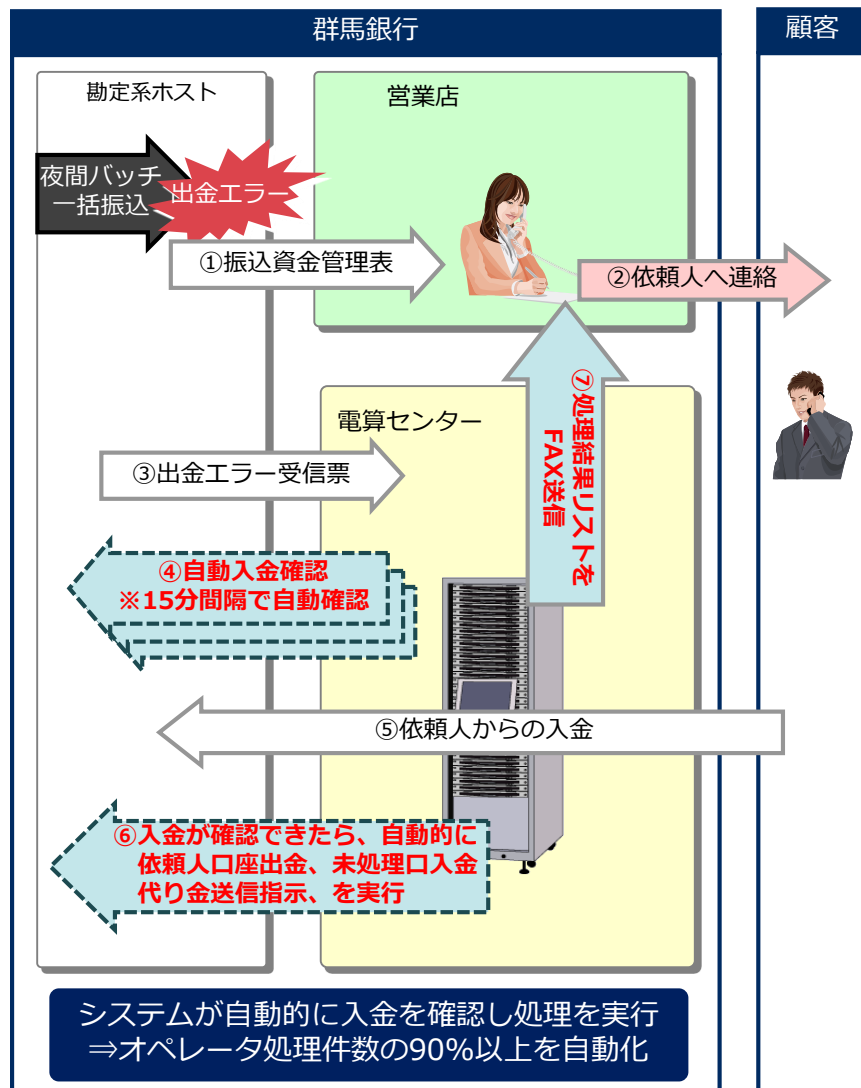 群馬銀行
顧客
勘定系ホスト
営業店
夜間バッチ
一括振込
出金エラー
①振込資金管理表
②依頼人へ連絡
電算センター
③出金エラー受信票
⑦処理結果リストを
FAX送信
④自動入金確認
※15分間隔で自動確認
⑤依頼人からの入金
⑥入金が確認できたら、自動的に
依頼人口座出金、未処理口入金
代り金送信指示、を実行
システムが自動的に入金を確認し処理を実行
⇒オペレータ処理件数の90%以上を自動化